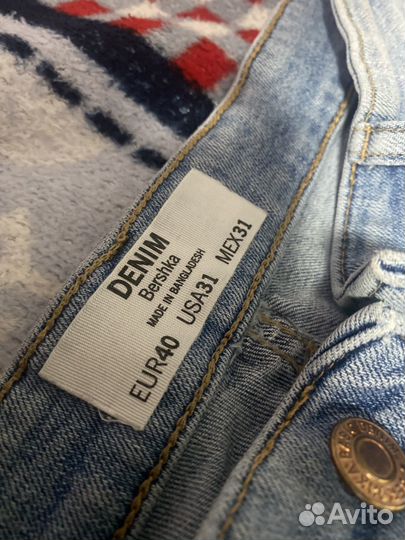 DENIM
Bershka
MADE IN BANGLADESH
EUR40 USA31 MEX31
Avito